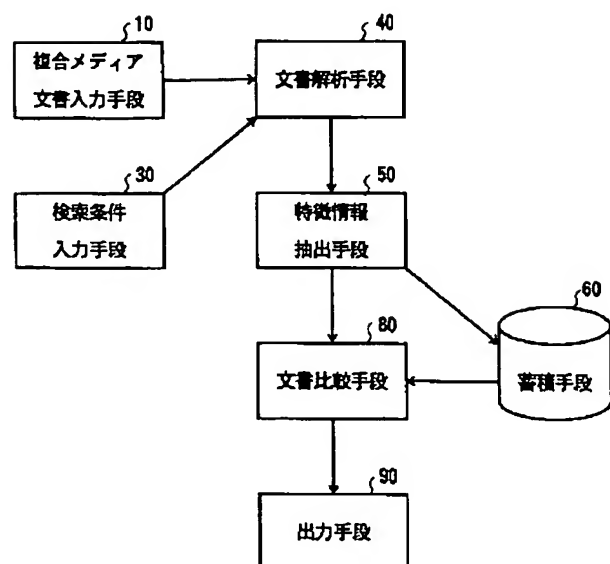 10
複合メディア
文書入力手段
40
文書解析手段
30
検索条件
入力手段
50
特徴情報
抽出手段
60
蓄積手段
80
文書比較手段
90
出力手段